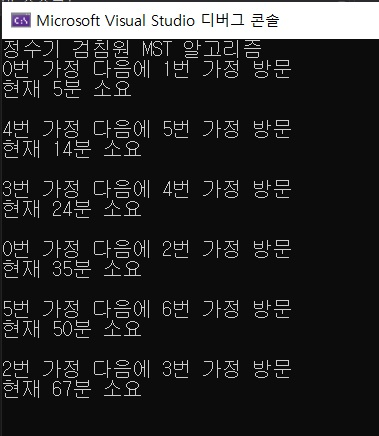 Microsoft Visual Studio 디버그 콘솔
정수기 검침원 MST 알고리즘
0번 가정 다음에 1번 가정 방문
현재 5분 소요
4번 가정 다음에 5번 가정 방문
현재 14분 소요
3번 가정 다음에 4번 가정 방문
현재 24분 소요
0번 가정 다음에 2번 가정 방문
현재 35분 소요
5번 가정 다음에 6번 가정 방문
현재 50분 소요
2번 가정 다음에 3번 가정 방문
현재 67분 소요